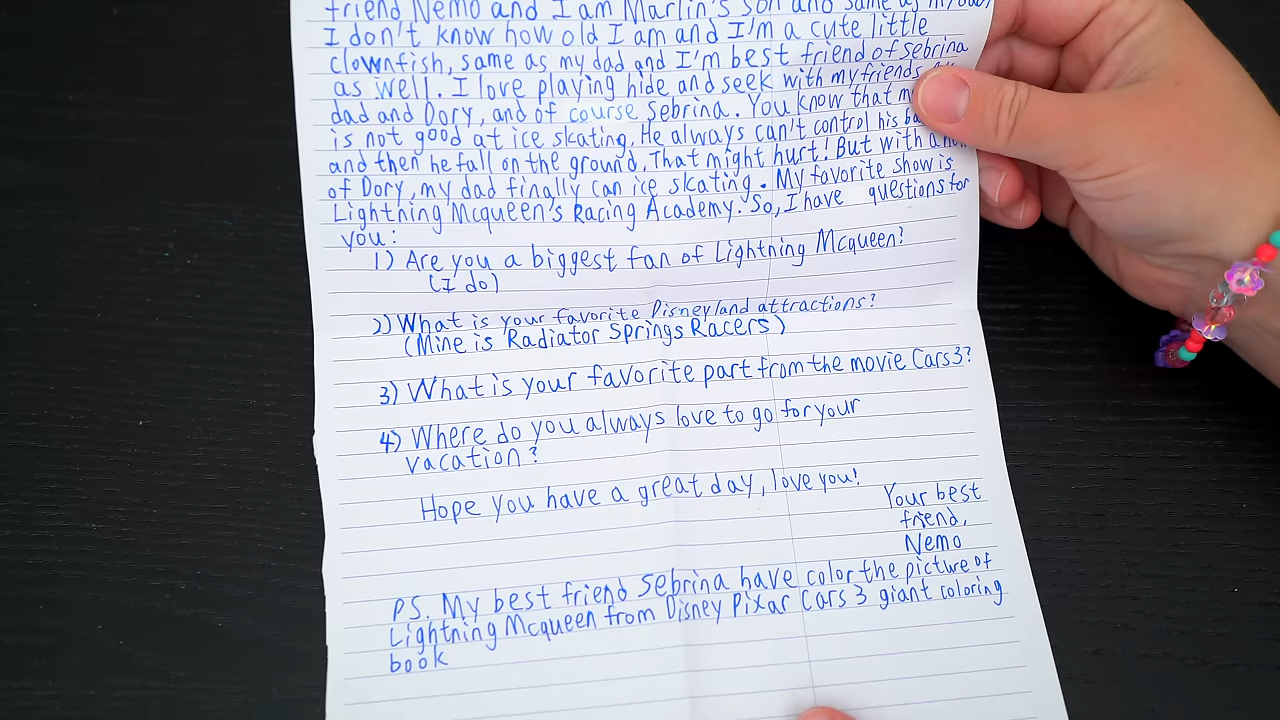 friend Nemo and I am Marlin's son and same as my dad,
I don't know how old I am and I'm a cute little
clownfish, same as my dad and I'm best friend of sebrina
as well. I love playing hide and seek with my friends
dad and Dory, and of course sebrina. You know that
is not good at ice skating. He always can't control his
and then he fall on the ground. That might hurt! But with a
of Dory, my dad finally can ice skating. My favorite show is
Lightning Mcqueen's Racing Academy. So, I have questions for
you:
1) Are you a biggest fan of Lightning Mcqueen?
(I do)
2) What is your favorite Disneyland attractions?
(Mine is Radiator Springs Racers)
3) What is your favorite part from the movie Cars3?
4) Where do you always love to go for your
vacation?
Hope you have a great day, love you!
Your best
friend,
Nemo
PS. My best friend Sebrina have color the picture of
Lightning Mcqueen from Disney Pixar Cars 3 giant coloring
book